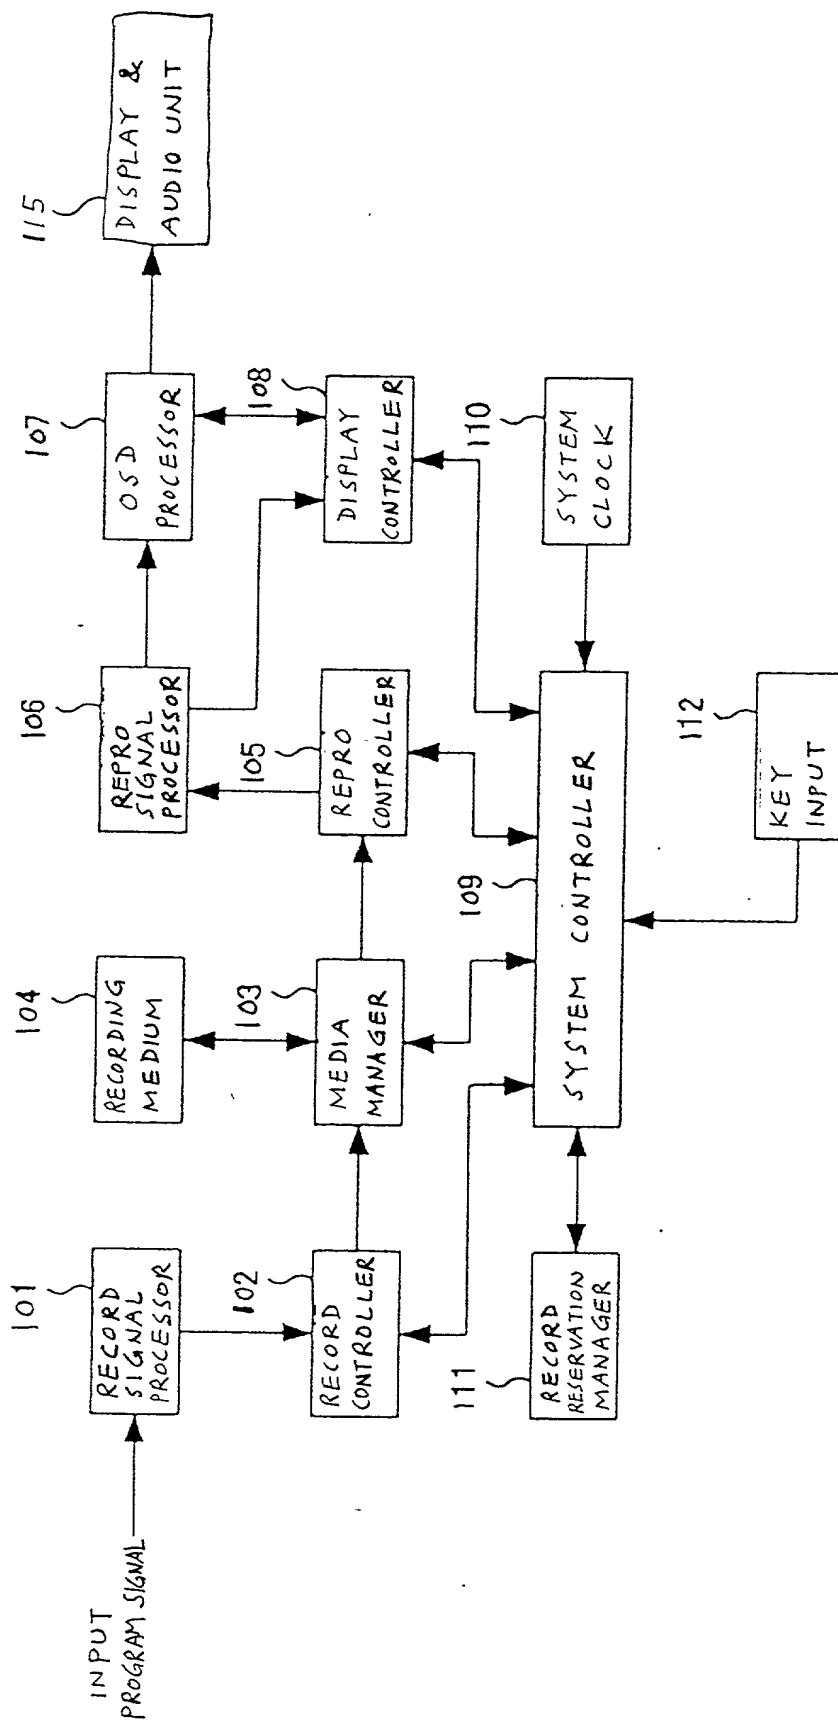 INPUT
PROGRAM SIGNAL
101
RECORD
SIGNAL
PROCESSOR
104
RECORDING
MEDIUM
106
REPRO
SIGNAL
PROCESSOR
107
OSD
PROCESSOR
115
DISPLAY &
AUDIO UNIT
102
RECORD
CONTROLLER
103
MEDIA
MANAGER
105
REPRO
CONTROLLER
108
DISPLAY
CONTROLLER
111
RECORD
RESERVATION
MANAGER
109
SYSTEM CONTROLLER
110
SYSTEM
CLOCK
112
KEY
INPUT